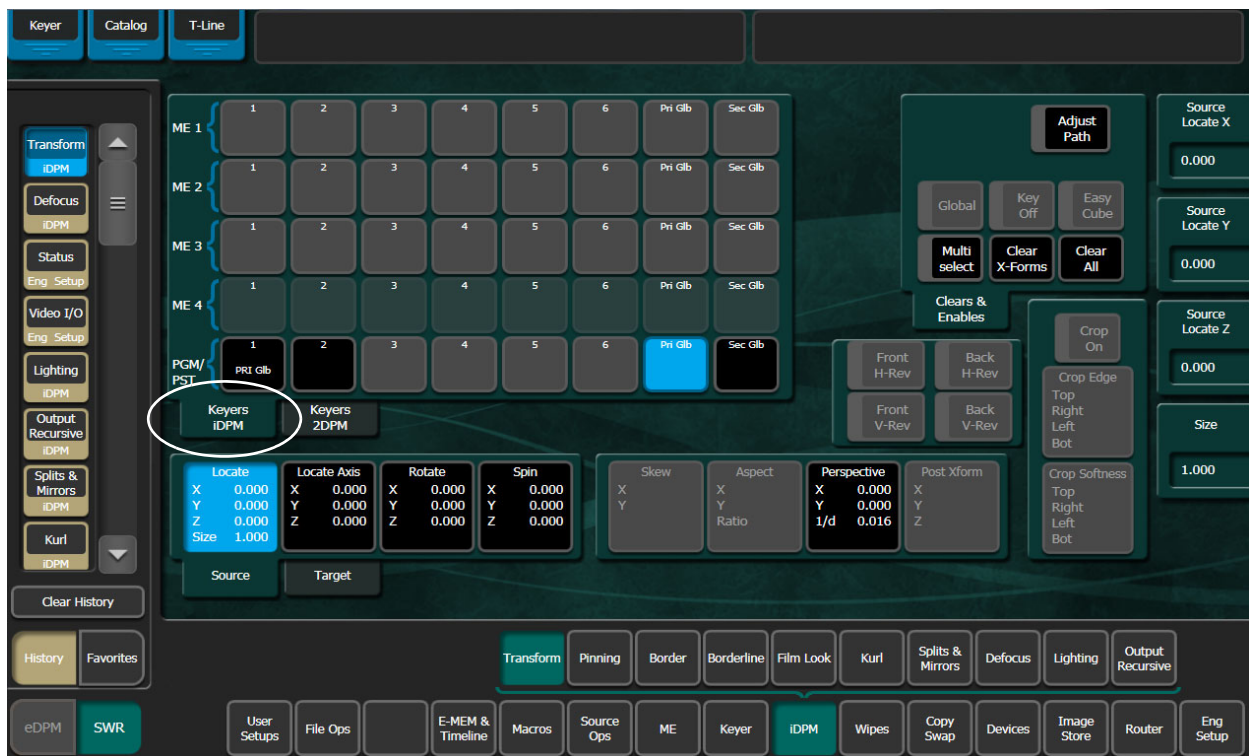 Keyer
Catalog
T-Line
Transform
iDPM
Defocus
iDPM
Status
Eng Setup
Video I/O
Eng Setup
Lighting
iDPM
Output
Recursive
iDPM
Splits &
Mirrors
iDPM
Kurl
iDPM
Clear History
History
Favorites
eDPM
SWR
ME 1
1 2 3 4 5 6 Pri Glb Sec Glb
ME 2
1 2 3 4 5 6 Pri Glb Sec Glb
ME 3
1 2 3 4 5 6 Pri Glb Sec Glb
ME 4
1 2 3 4 5 6 Pri Glb Sec Glb
PGM/
PST
1 2 3 4 5 6 Pri Glb Sec Glb
PRI Glb
Keyers
iDPM
Keyers
2DPM
Locate
X 0.000
Y 0.000
Z 0.000
Size 1.000
Locate Axis
X 0.000
Y 0.000
Z 0.000
Rotate
X 0.000
Y 0.000
Z 0.000
Spin
X 0.000
Y 0.000
Z 0.000
Source
Target
Skew
X
Y
Aspect
X
Y
Ratio
Perspective
X 0.000
Y 0.000
1/d 0.016
Post Xform
X
Y
Z
Adjust
Path
Global
Key
Off
Easy
Cube
Multi
select
Clear
X-Forms
Clear
All
Clears &
Enables
Front
H-Rev
Back
H-Rev
Front
V-Rev
Back
V-Rev
Crop
On
Crop Edge
Top
Right
Left
Bot
Crop Softness
Top
Right
Left
Bot
Source
Locate X
0.000
Source
Locate Y
0.000
Source
Locate Z
0.000
Size
1.000
Transform
Pinning
Border
Borderline
Film Look
Kurl
Splits &
Mirrors
Defocus
Lighting
Output
Recursive
User
Setups
File Ops
E-MEM &
Timeline
Macros
Source
Ops
ME
Keyer
iDPM
Wipes
Copy
Swap
Devices
Image
Store
Router
Eng
Setup